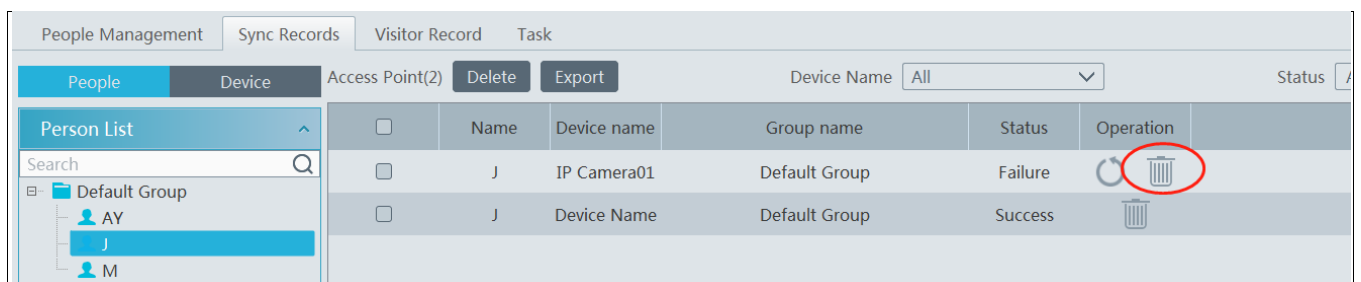 People Management Sync Records Visitor Record Task
People Device Access Point(2) Delete Export Device Name All Status
Person List Name Device name Group name Status Operation
Search J IP Camera01 Default Group Failure
Default Group
AY J Device Name Default Group Success
J
M